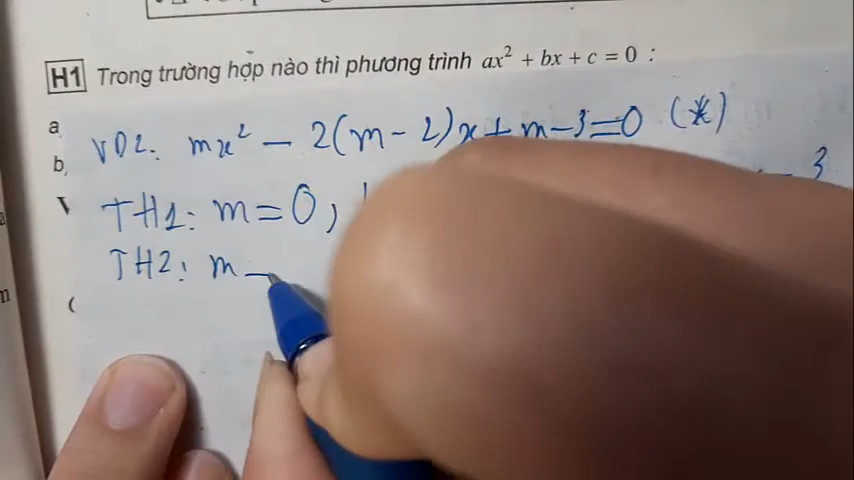 H1 Trong trường hợp nào thì phương trình ax² + bx + c = 0 :
a
VD2: mx² - 2(m-2)x + m-3=0 (*)
b,
TH1: m=0,
3
TH2: m
(